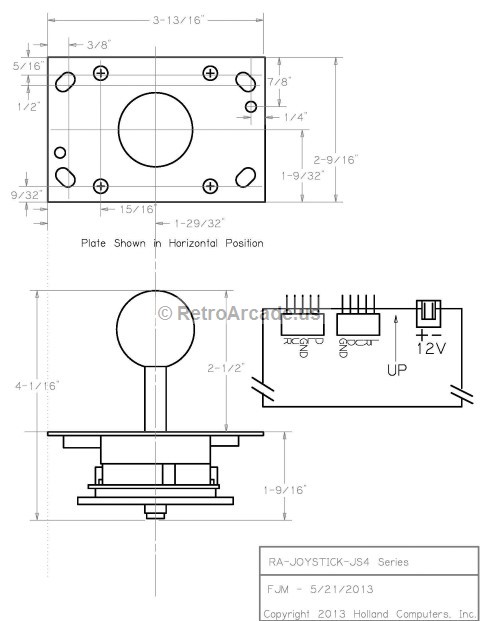 3-13/16"
3/8"
5/16"
1/2"
7/8"
1/4"
2-9/16"
1-9/32"
9/32"
15/16"
1-29/32"
Plate Shown in Horizontal Position
© RetroArcade.us
4-1/16"
2-1/2"
1-9/16"
GND
GND
UP
+ -
12V
RA-JOYSTICK-JS4 Series
FJM - 5/21/2013
Copyright 2013 Holland Computers, Inc.